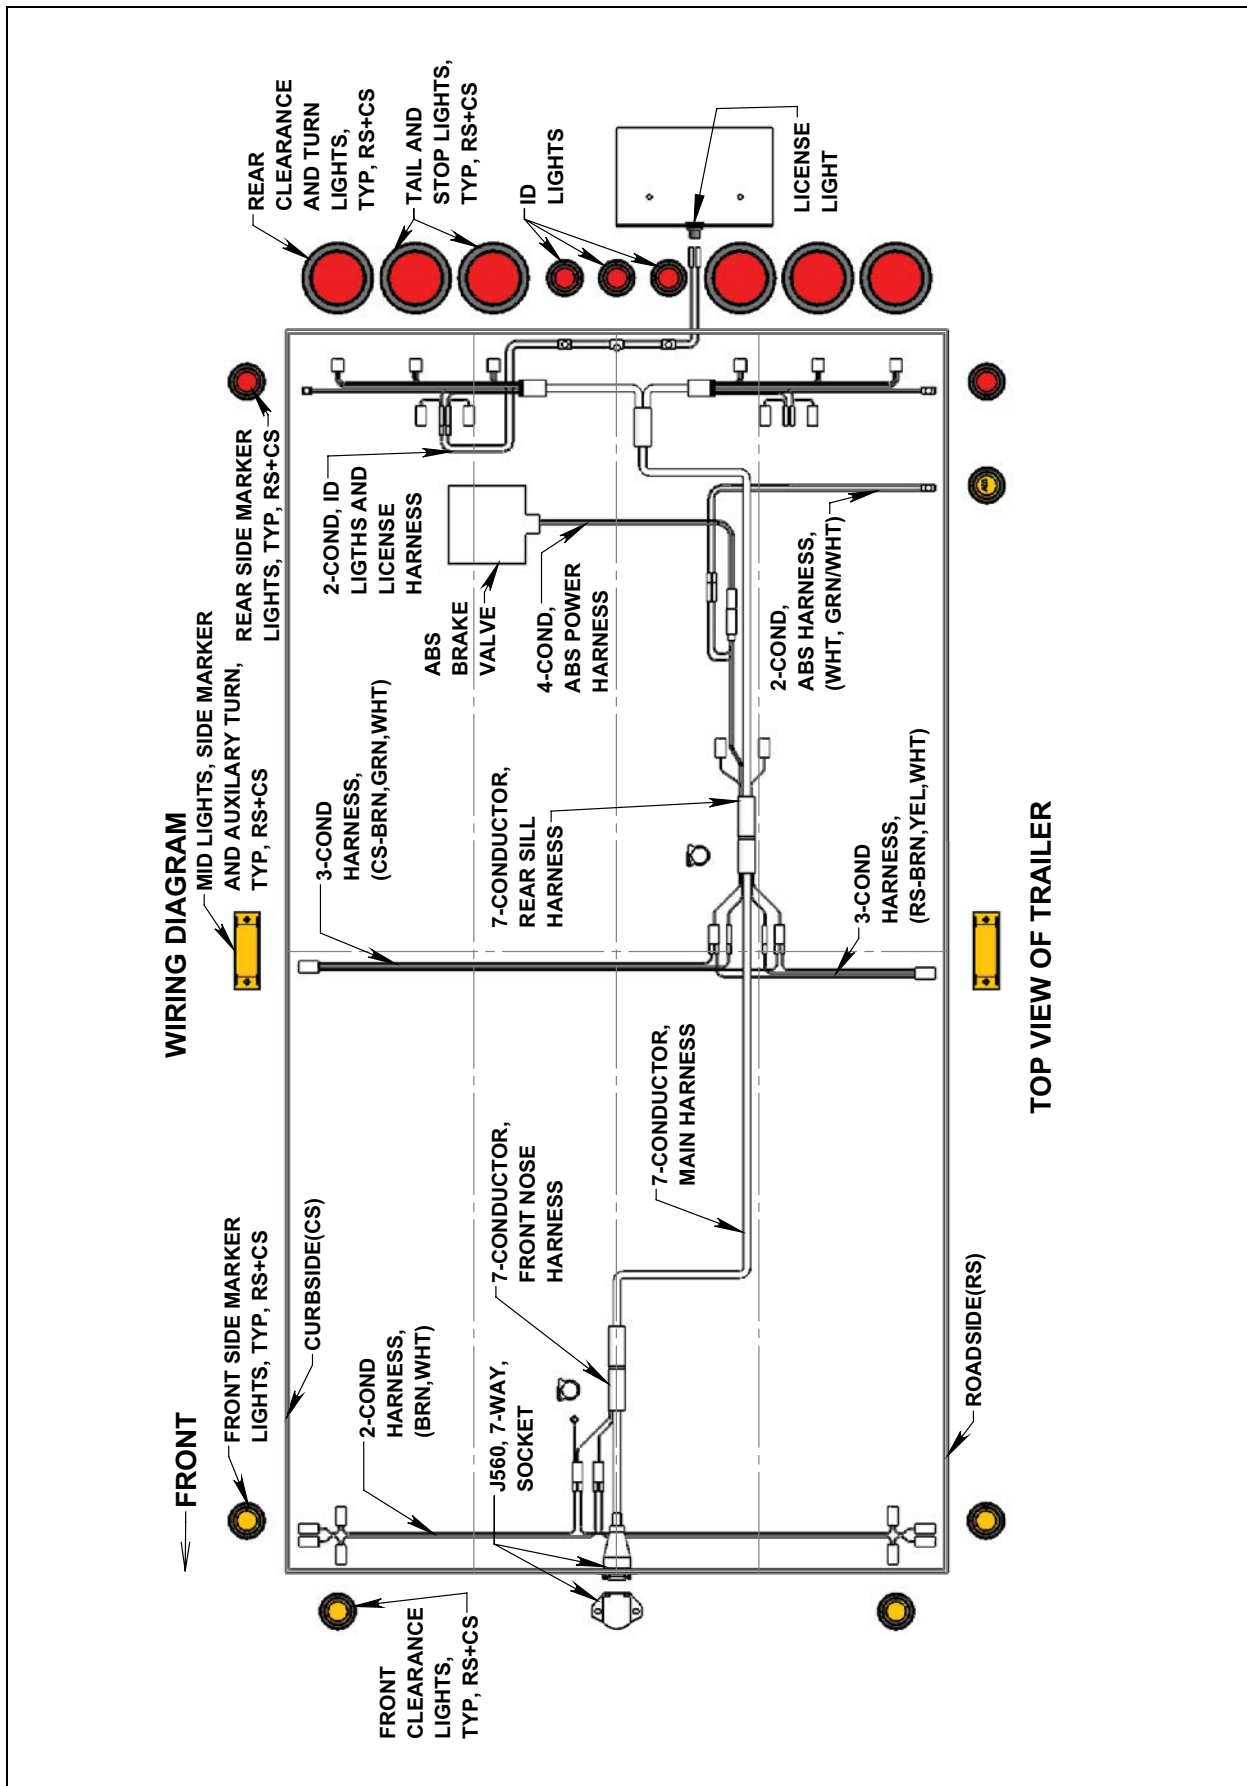 WIRING DIAGRAM
FRONT
FRONT SIDE MARKER
LIGHTS, TYP, RS+CS
MID LIGHTS, SIDE MARKER
AND AUXILARY TURN,
TYP, RS+CS
REAR SIDE MARKER
LIGHTS, TYP, RS+CS
REAR
CLEARANCE
AND TURN
LIGHTS,
TYP, RS+CS
TAIL AND
STOP LIGHTS,
TYP, RS+CS
ID
LIGHTS
LICENSE
LIGHT
CURBSIDE(CS)
2-COND
HARNESS,
(BRN,WHT)
3-COND
HARNESS,
(CS-BRN,GRN,WHT)
2-COND, ID
LIGTHS AND
LICENSE
HARNESS
ABS
BRAKE
VALVE
4-COND,
ABS POWER
HARNESS
J560, 7-WAY,
SOCKET
7-CONDUCTOR,
FRONT NOSE
HARNESS
7-CONDUCTOR,
REAR SILL
HARNESS
FRONT
CLEARANCE
LIGHTS,
TYP, RS+CS
7-CONDUCTOR,
MAIN HARNESS
2-COND,
ABS HARNESS,
(WHT, GRN/WHT)
3-COND
HARNESS,
(RS-BRN,YEL,WHT)
ABS
ROADSIDE(RS)
TOP VIEW OF TRAILER